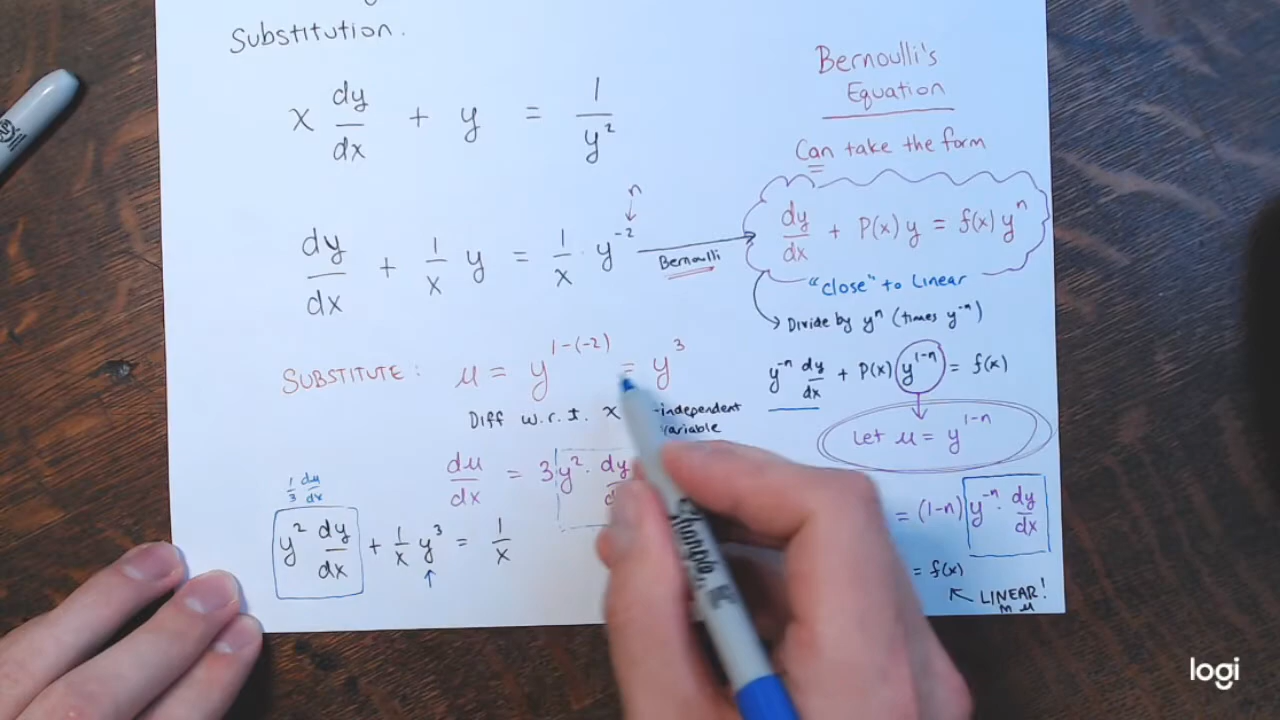 Substitution.
x dy/dx + y = 1/y²
n
dy/dx + 1/x y = 1/x · y⁻²
Bernoulli
SUBSTITUTE: u = y¹⁻⁽⁻²⁾ = y³
Diff w.r.t. x
-independent
variable
du/dx = 3y² · dy
1/3 du/dx
y² dy/dx + 1/x y³ = 1/x
Bernoulli's
Equation
Can take the form
dy/dx + P(x) y = f(x) yⁿ
"close" to Linear
Divide by yⁿ (times y⁻ⁿ)
y⁻ⁿ dy/dx + P(x) y¹⁻ⁿ = f(x)
Let u = y¹⁻ⁿ
= (1-n) y⁻ⁿ · dy/dx
= f(x)
LINEAR!
in u
Sharpie
logi